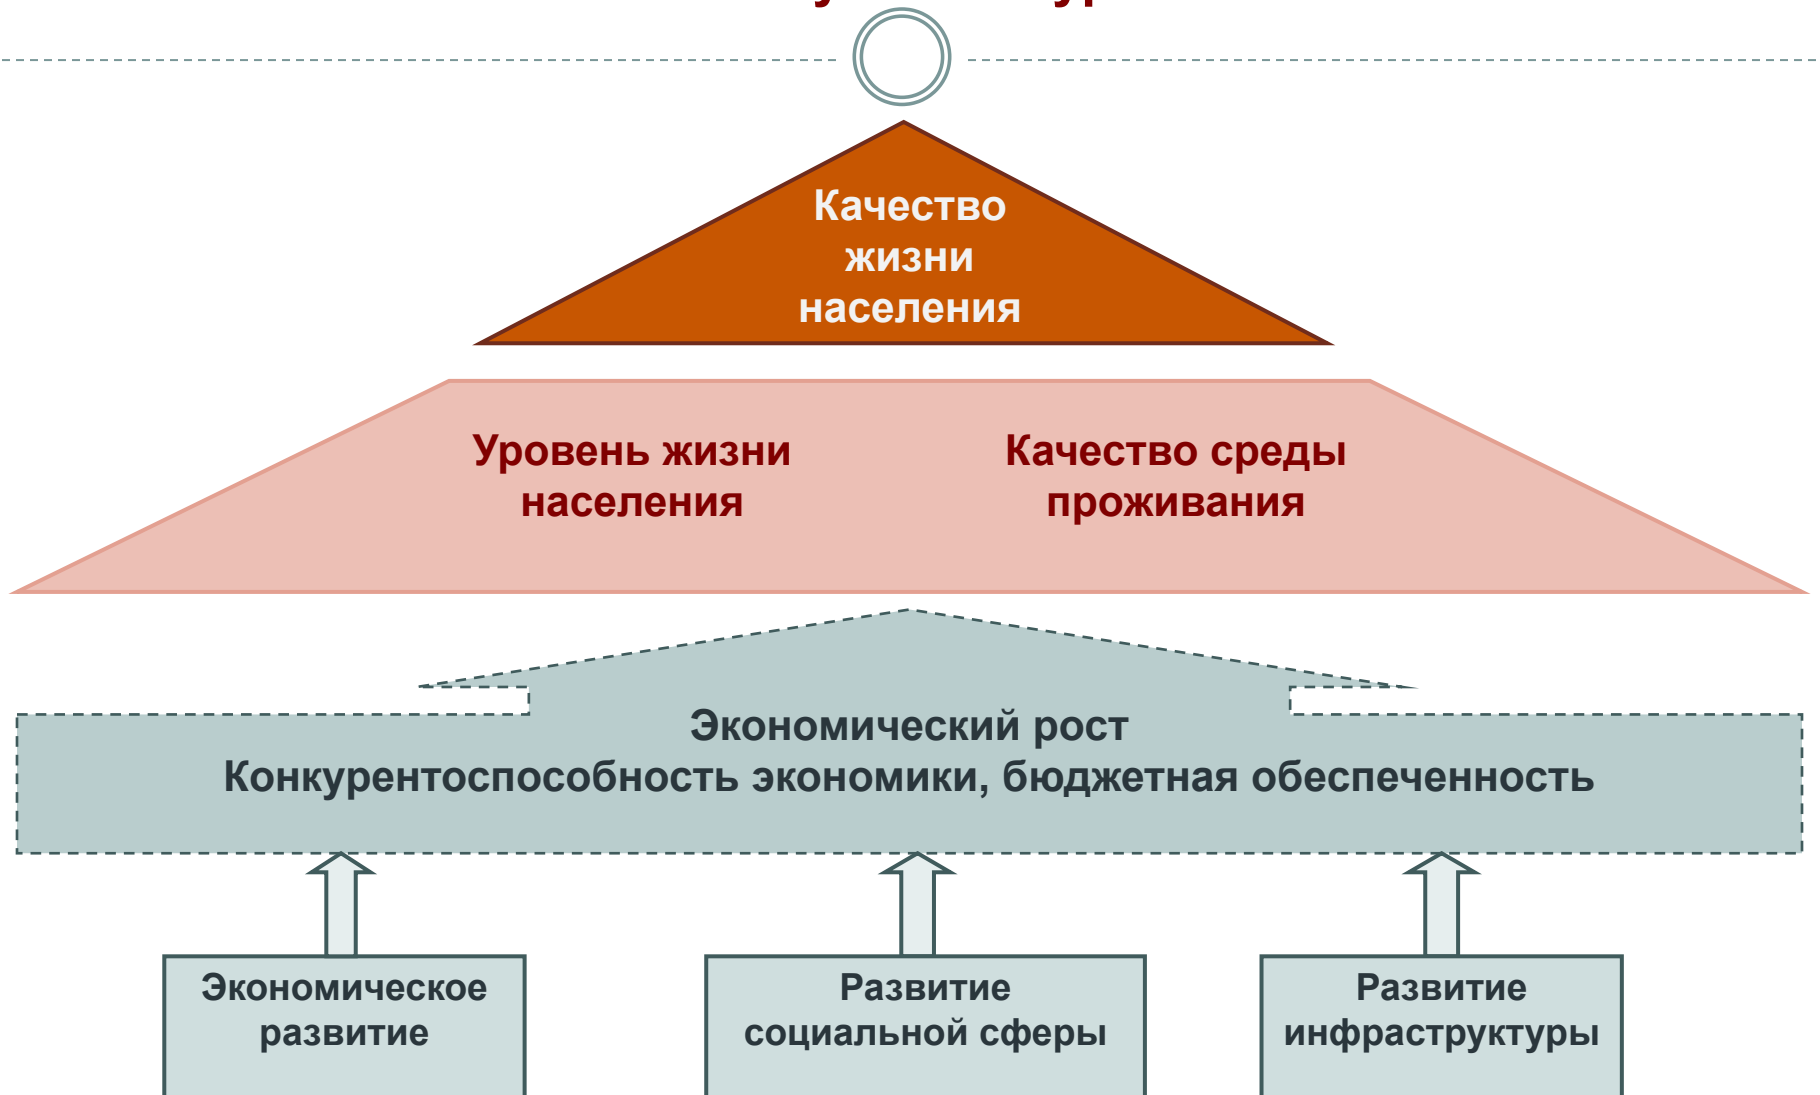 Качество
жизни
населения
Уровень жизни
населения
Качество среды
проживания
Экономический рост
Конкурентоспособность экономики, бюджетная обеспеченность
Экономическое
развитие
Развитие
социальной сферы
Развитие
инфраструктуры